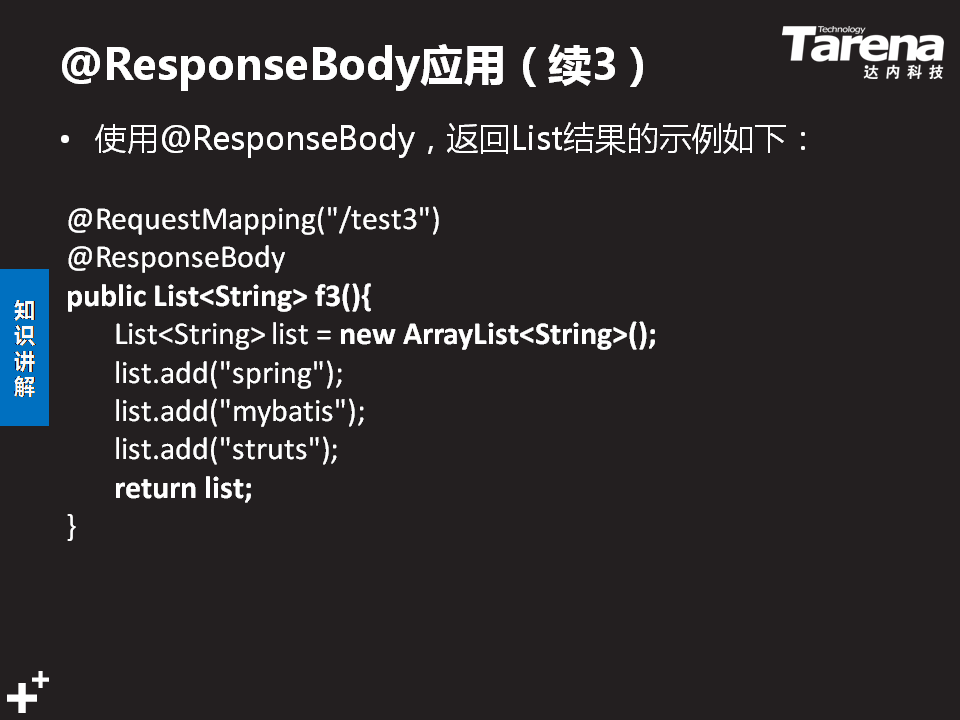 @ResponseBody应用（续3）
Technology
Tarena
达内科技
• 使用@ResponseBody，返回List结果的示例如下：
@RequestMapping("/test3")
@ResponseBody
public List<String> f3(){
List<String> list = new ArrayList<String>();
list.add("spring");
list.add("mybatis");
list.add("struts");
return list;
}
知识讲解